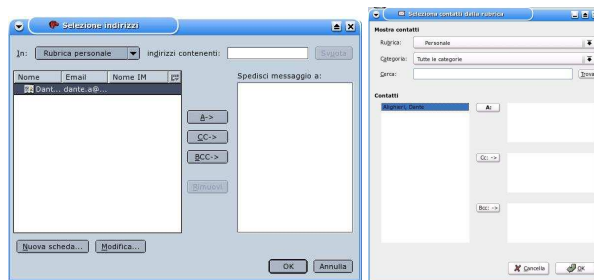 Selezione indirizzi
In: Rubrica personale indirizzi contenenti: Svuota
Nome Email Nome IM Spedisci messaggio a:
Dant... dante.a@...
A->
CC->
BCC->
Rimuovi
Nuova scheda... Modifica...
OK Annulla
Seleziona contatti dalla rubrica
Mostra contatti
Rubrica: Personale
Categoria: Tutte le categorie
Cerca: Trova
Contatti
Alighieri, Dante A:
Cc: ->
Bcc: ->
Cancella OK